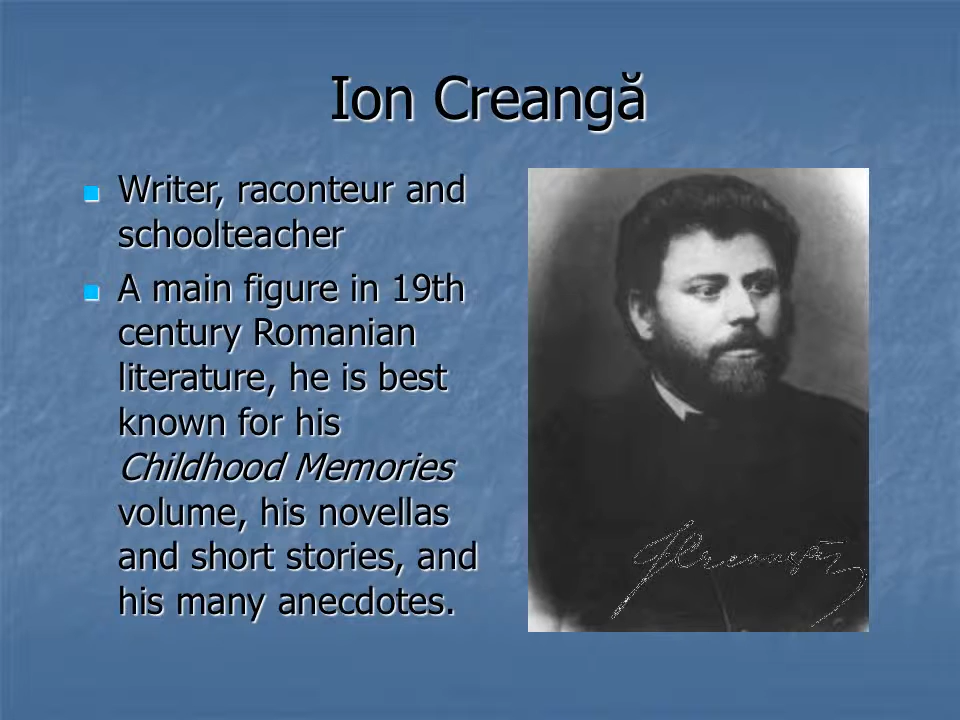 Ion Creangă
Writer, raconteur and
schoolteacher
A main figure in 19th
century Romanian
literature, he is best
known for his
Childhood Memories
volume, his novellas
and short stories, and
his many anecdotes.
ICreangă